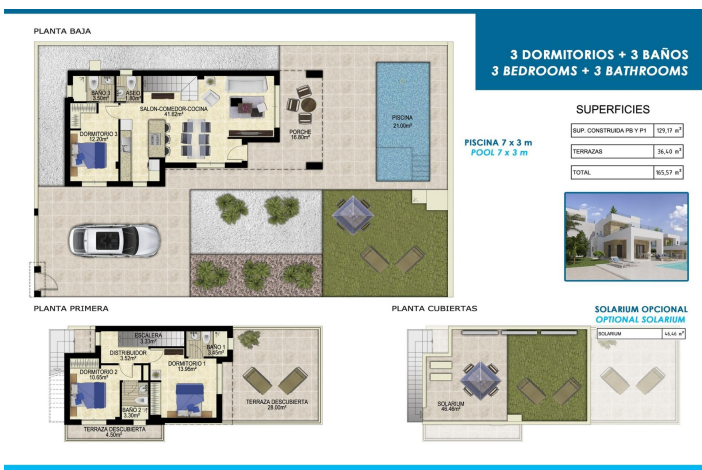 PLANTA BAJA
3 DORMITORIOS + 3 BAÑOS
3 BEDROOMS + 3 BATHROOMS
BAÑO 3
3.50m²
ASEO
1.80m²
SALON-COMEDOR-COCINA
41.62m²
DORMITORIO 3
12.20m²
PORCHE
16.80m²
PISCINA
21.00m²
PISCINA 7 x 3 m
POOL 7 x 3 m
SUPERFICIES
SUP. CONSTRUIDA PB Y P1 129,17 m²
TERRAZAS 36,40 m²
TOTAL 165,57 m²
PLANTA PRIMERA
ESCALERA
3.33m²
BAÑO 1
3.45m²
DISTRIBUIDOR
3.52m²
DORMITORIO 2
10.65m²
DORMITORIO 1
13.95m²
BAÑO 2
3.30m²
TERRAZA DESCUBIERTA
28.00m²
TERRAZA DESCUBIERTA
4.50m²
PLANTA CUBIERTAS
SOLARIUM
46.46m²
SOLARIUM OPCIONAL
OPTIONAL SOLARIUM
SOLARIUM 46,46 m²